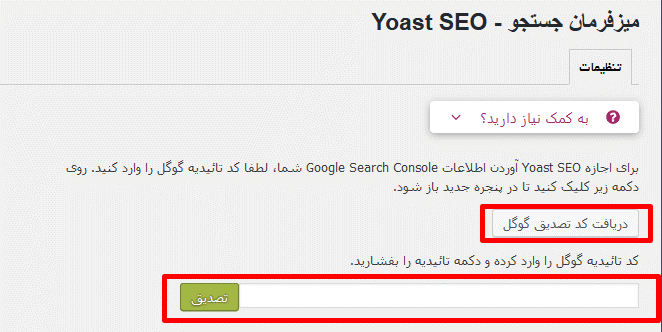 میزفرمان جستجو - Yoast SEO
تنظیمات
به کمک نیاز دارید؟
برای اجازه Yoast SEO آوردن اطلاعات Google Search Console شما، لطفا کد تائیدیه گوگل را وارد کنید. روی
دکمه زیر کلیک کنید تا در پنجره جدید باز شود.
دریافت کد تصدیق گوگل
کد تائیدیه گوگل را وارد کرده و دکمه تائیدیه را بفشارید.
تصدیق